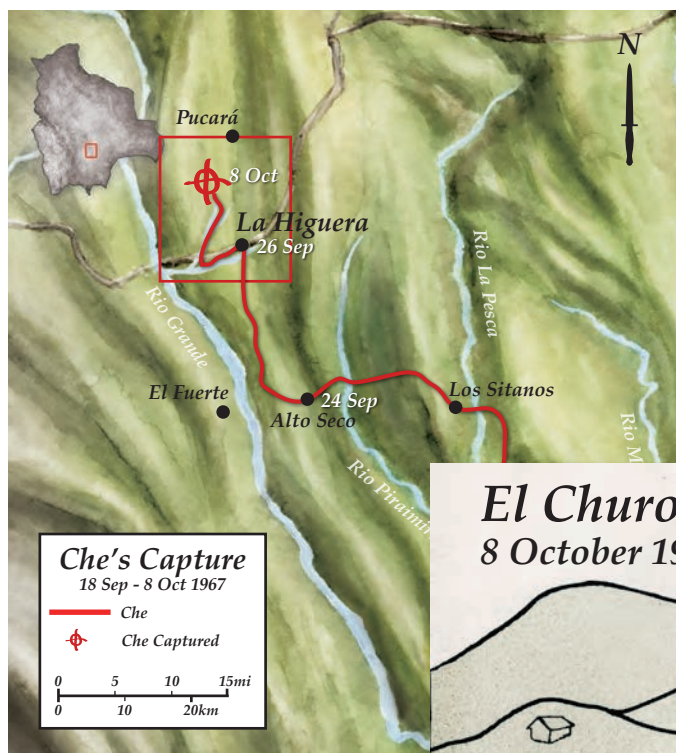 N
Pucará
8 Oct
La Higuera
26 Sep
Rio La Pesca
Rio Grande
El Fuerte
24 Sep
Alto Seco
Los Sitanos
Rio Piraimir
Rio M
El Churo
8 October 19
Che's Capture
18 Sep - 8 Oct 1967
Che
Che Captured
0 5 10 15mi
0 10 20km